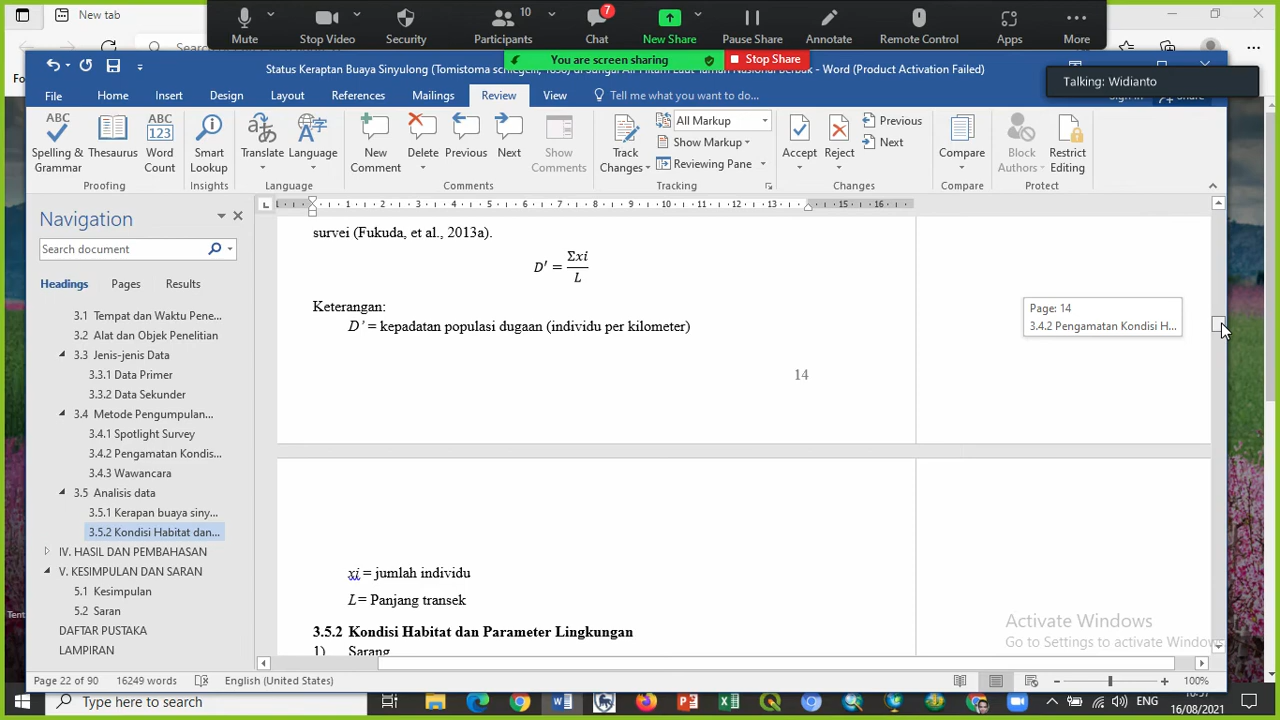 New tab
Mute
Stop Video
Security
10
Participants
7
Chat
New Share
Pause Share
Annotate
Remote Control
Apps
More
You are screen sharing
Stop Share
Talking: Widianto
Word (Product Activation Failed)
File
Home
Insert
Design
Layout
References
Mailings
Review
View
Tell me what you want to do...
Spelling &
Grammar
Thesaurus
Word
Count
Proofing
Smart
Lookup
Insights
Translate
Language
Language
New
Comment
Delete
Previous
Next
Show
Comments
Comments
Track
Changes
All Markup
Show Markup
Reviewing Pane
Tracking
Accept
Reject
Previous
Next
Changes
Compare
Compare
Block
Authors
Restrict
Editing
Protect
Navigation
Search document
Headings
Pages
Results
3.1 Tempat dan Waktu Pene...
3.2 Alat dan Objek Penelitian
3.3 Jenis-jenis Data
3.3.1 Data Primer
3.3.2 Data Sekunder
3.4 Metode Pengumpulan...
3.4.1 Spotlight Survey
3.4.2 Pengamatan Kondis...
3.4.3 Wawancara
3.5 Analisis data
3.5.1 Kerapan buaya siny...
3.5.2 Kondisi Habitat dan...
IV. HASIL DAN PEMBAHASAN
V. KESIMPULAN DAN SARAN
5.1 Kesimpulan
5.2 Saran
DAFTAR PUSTAKA
LAMPIRAN
survei (Fukuda, et al., 2013a).
D' = Σxi / L
Keterangan:
D' = kepadatan populasi dugaan (individu per kilometer)
14
Page: 14
3.4.2 Pengamatan Kondisi H...
xi = jumlah individu
L= Panjang transek
3.5.2 Kondisi Habitat dan Parameter Lingkungan
1) Sarang
Activate Windows
Go to Settings to activate Windows
Page 22 of 90
16249 words
English (United States)
100%
Type here to search
ENG
16/08/2021